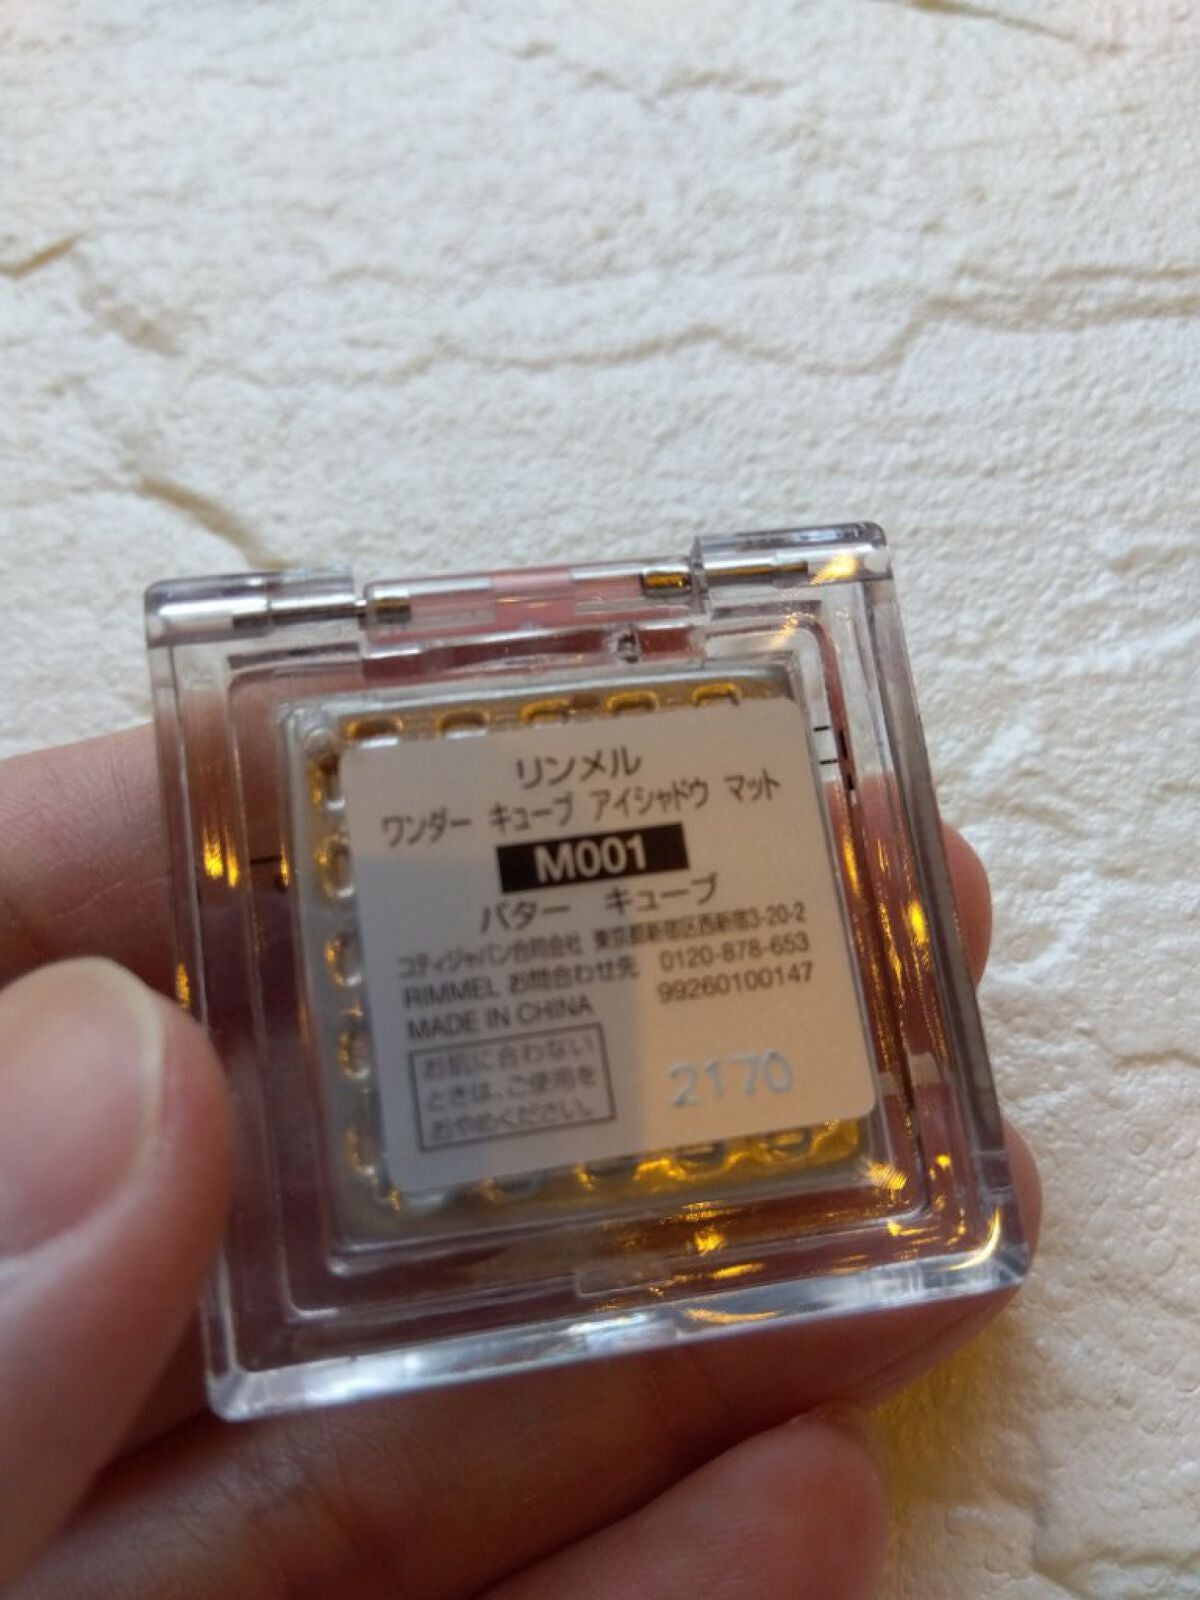 リンメル
ワンダー キューブ アイシャドウ マット
M001
バター キューブ
コティジャパン合同会社 東京都新宿区西新宿3-20-2
RIMMEL お問合わせ先 0120-878-653
MADE IN CHINA 99260100147
お肌に合わない
ときは、ご使用を
おやめください。
2170